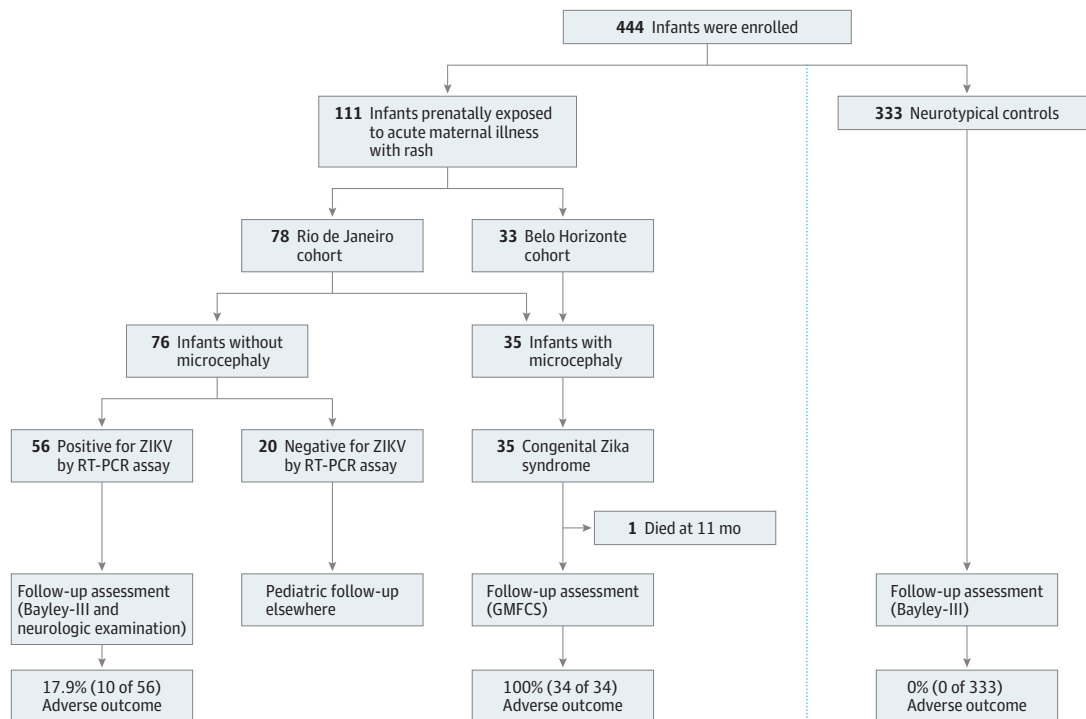 444 Infants were enrolled
111 Infants prenatally exposed
to acute maternal illness
with rash
333 Neurotypical controls
78 Rio de Janeiro
cohort
33 Belo Horizonte
cohort
76 Infants without
microcephaly
35 Infants with
microcephaly
56 Positive for ZIKV
by RT-PCR assay
20 Negative for ZIKV
by RT-PCR assay
35 Congenital Zika
syndrome
1 Died at 11 mo
Follow-up assessment
(Bayley-III and
neurologic examination)
Pediatric follow-up
elsewhere
Follow-up assessment
(GMFCS)
Follow-up assessment
(Bayley-III)
17.9% (10 of 56)
Adverse outcome
100% (34 of 34)
Adverse outcome
0% (0 of 333)
Adverse outcome